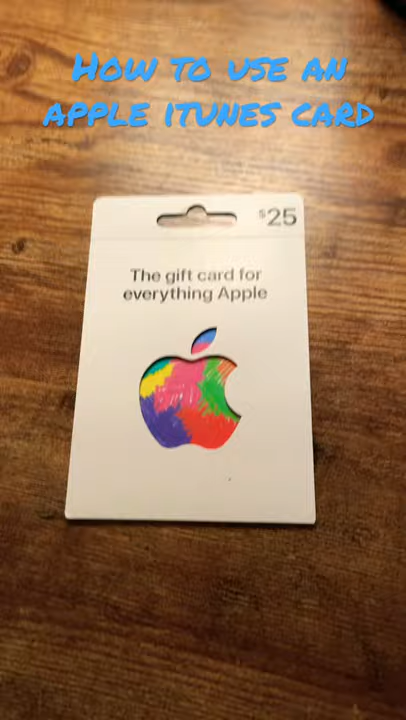 HOW TO USE AN
APPLE ITUNES CARD
$25
The gift card for
everything Apple